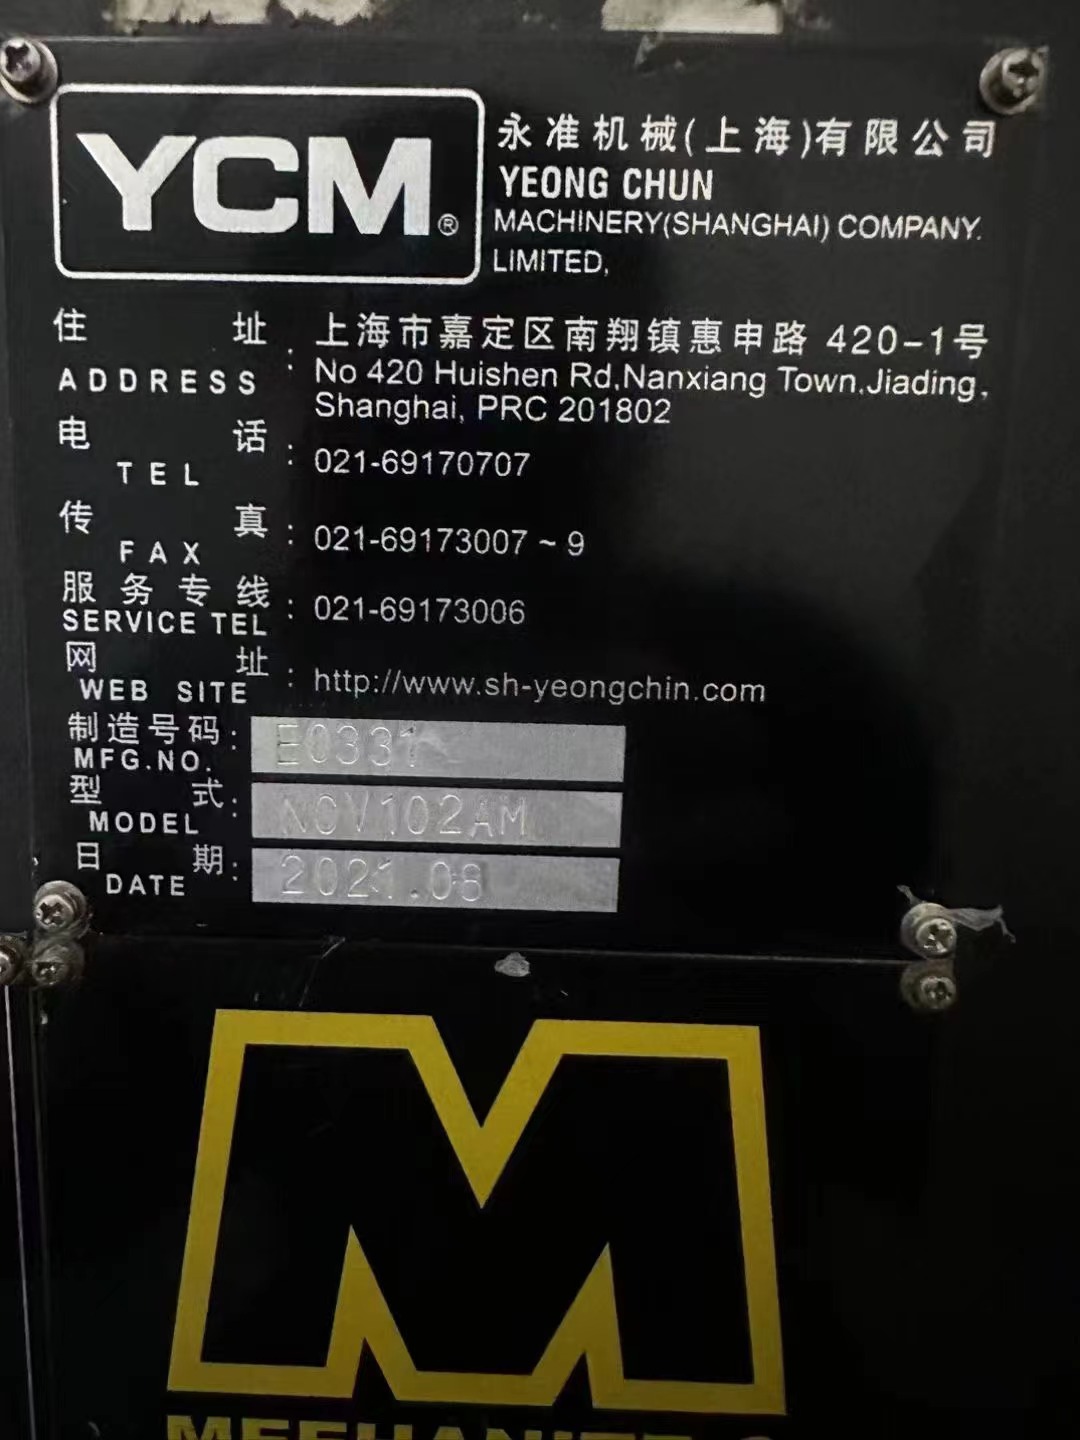 YCM®
永准机械(上海)有限公司
YEONG CHUN
MACHINERY(SHANGHAI) COMPANY.
LIMITED,
住址: 上海市嘉定区南翔镇惠申路 420-1号
ADDRESS No 420 Huishen Rd,Nanxiang Town,Jiading,
Shanghai, PRC 201802
电话
TEL : 021-69170707
传真
FAX : 021-69173007 ~ 9
服务专线
SERVICE TEL : 021-69173006
网址
WEB SITE : http://www.sh-yeongchin.com
制造号码:
MFG.NO. E0331
型式:
MODEL NCV102AM
日期:
DATE 2021.08
M
MEEHANITE